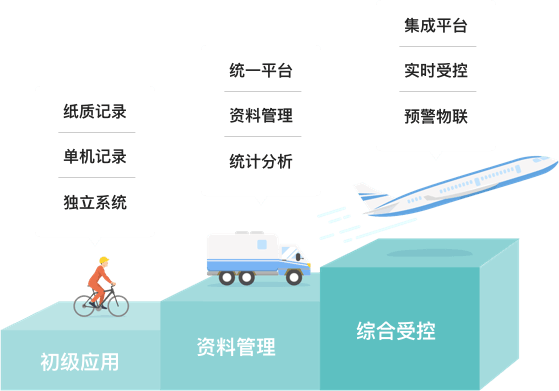 纸质记录
单机记录
独立系统
初级应用
统一平台
资料管理
统计分析
资料管理
集成平台
实时受控
预警物联
综合受控